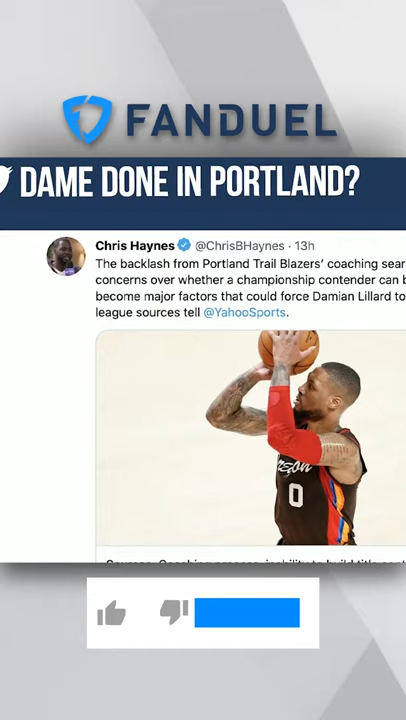 FANDUEL
DAME DONE IN PORTLAND?
Chris Haynes @ChrisBHaynes · 13h
The backlash from Portland Trail Blazers' coaching sear
concerns over whether a championship contender can b
become major factors that could force Damian Lillard to
league sources tell @YahooSports.
0